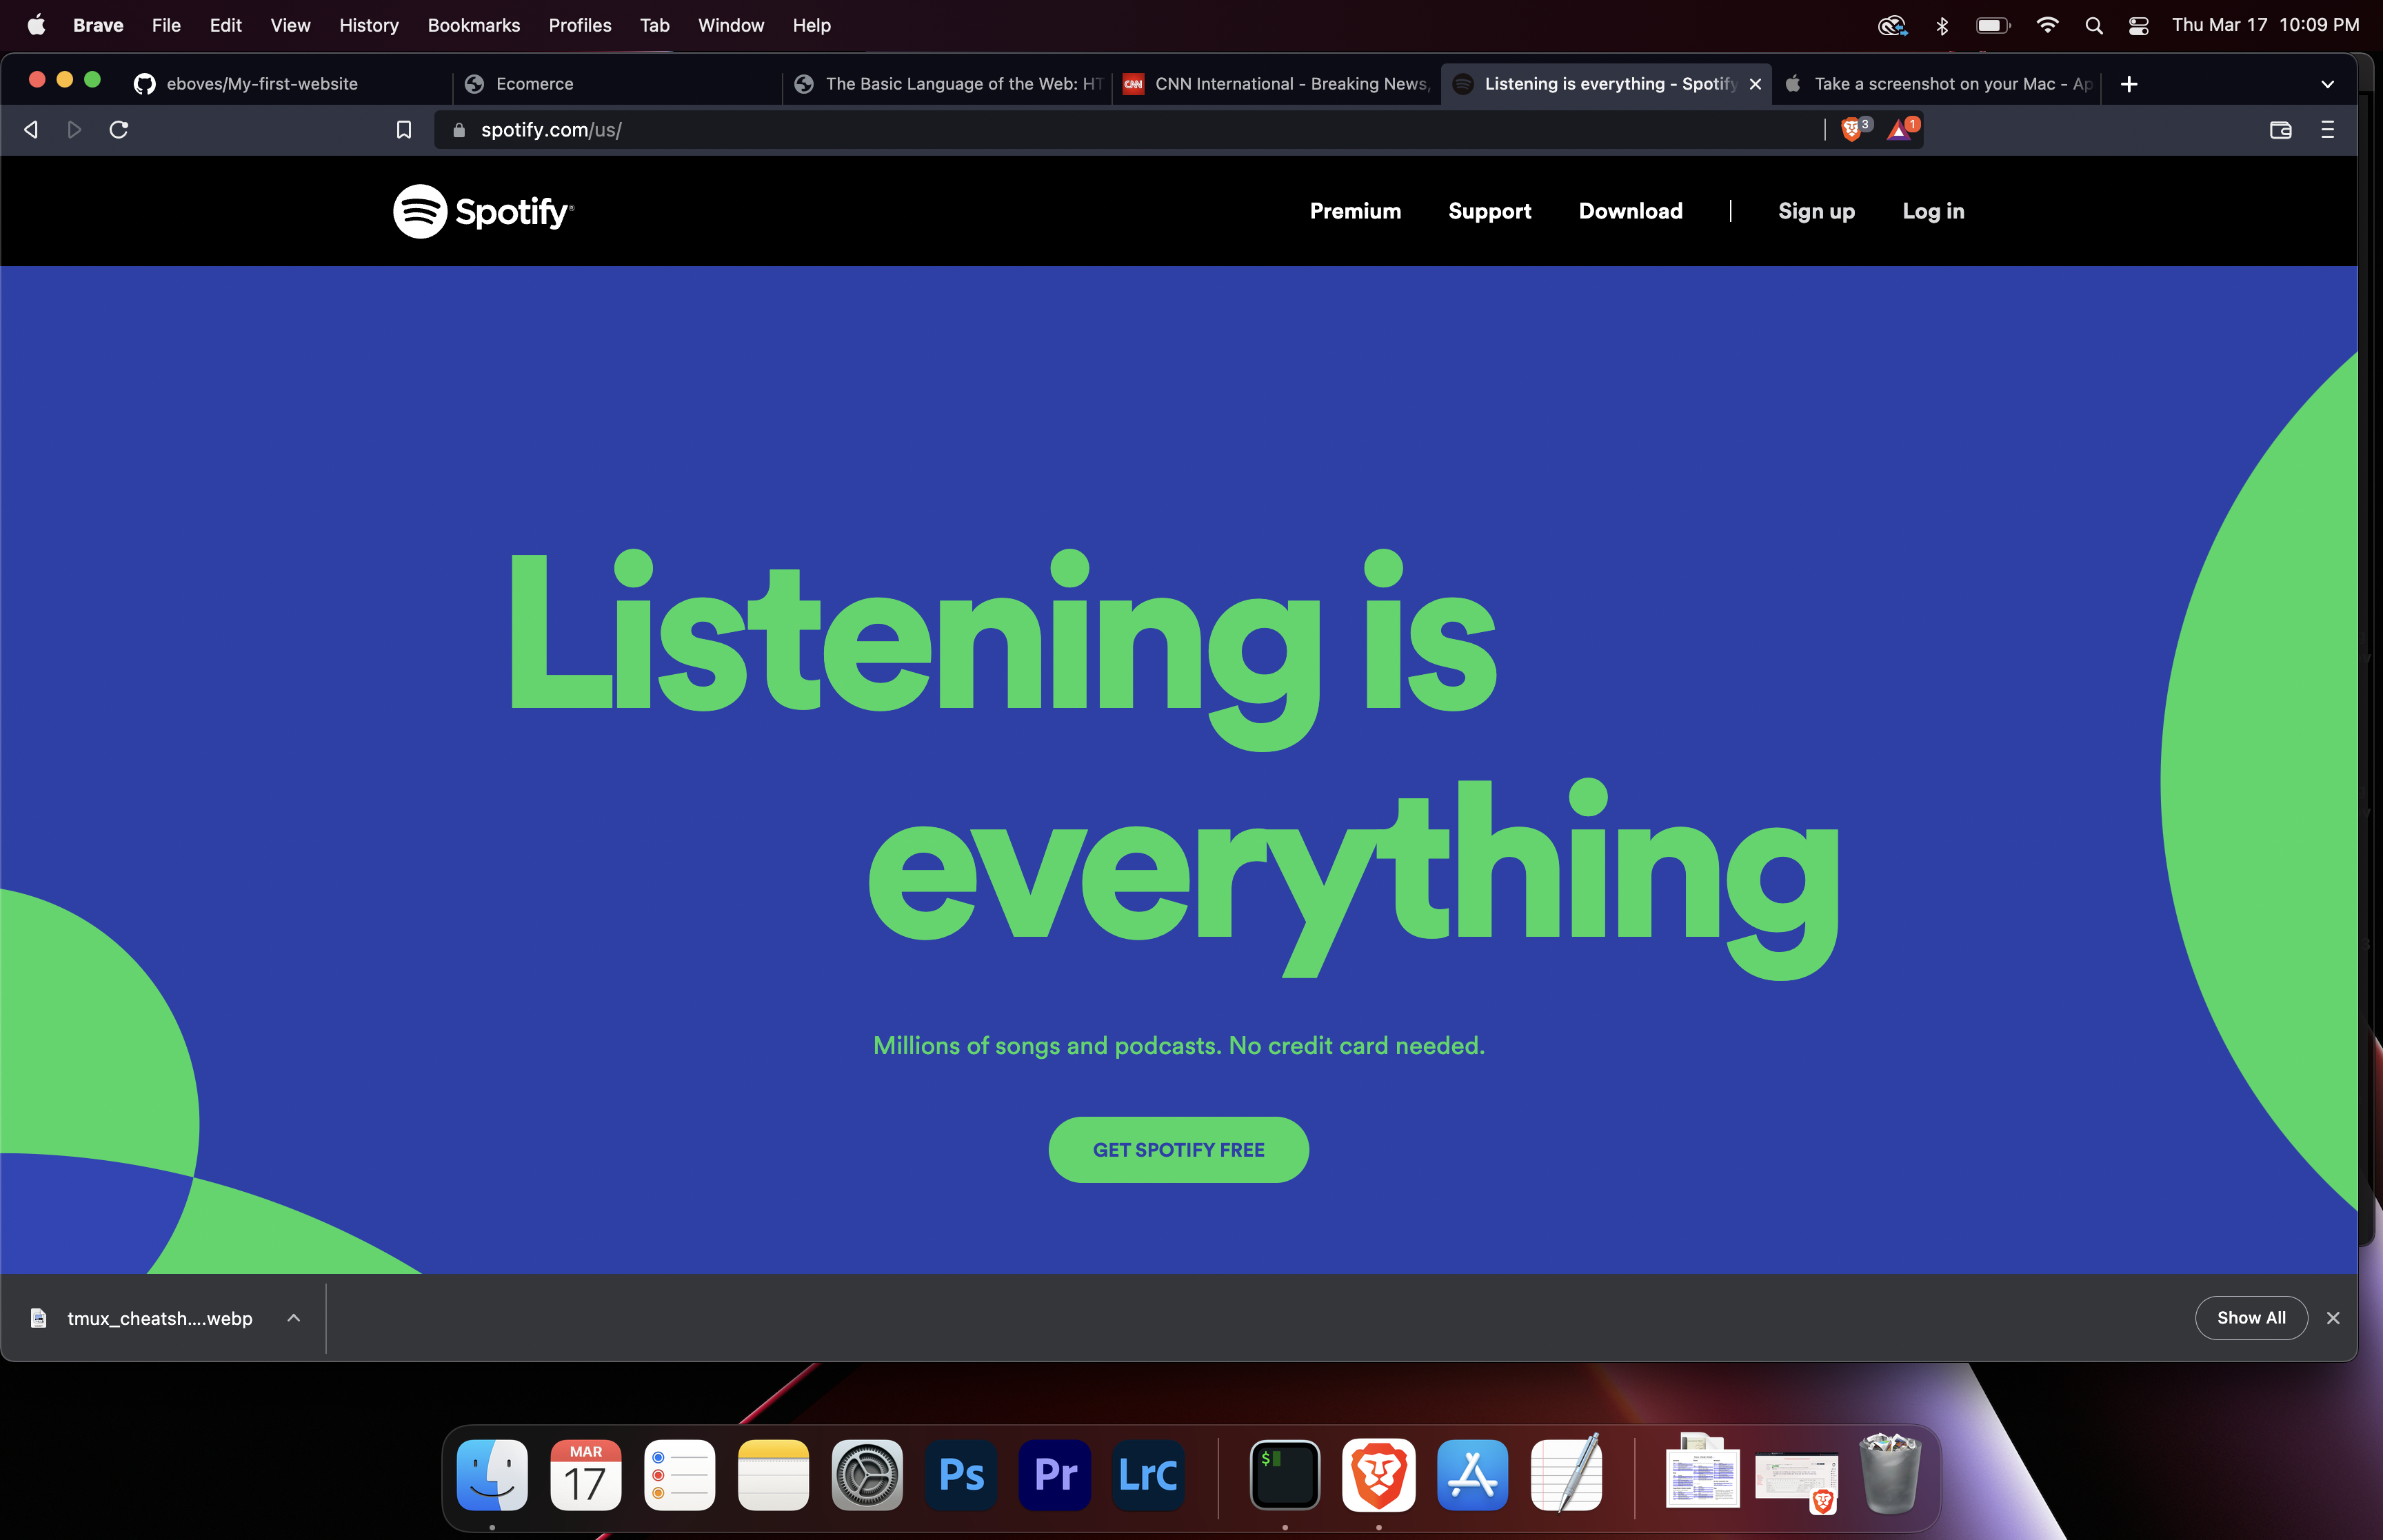 Brave File Edit View History Bookmarks Profiles Tab Window Help Thu Mar 17 10:09 PM
eboves/My-first-website Ecomerce The Basic Language of the Web: HT CNN CNN International - Breaking News, Listening is everything - Spotify Take a screenshot on your Mac - Ap
spotify.com/us/ 3 1
Spotify® Premium Support Download Sign up Log in
Listening is
everything
Millions of songs and podcasts. No credit card needed.
GET SPOTIFY FREE
tmux_cheatsh....webp Show All
MAR
17 Ps Pr LrC $